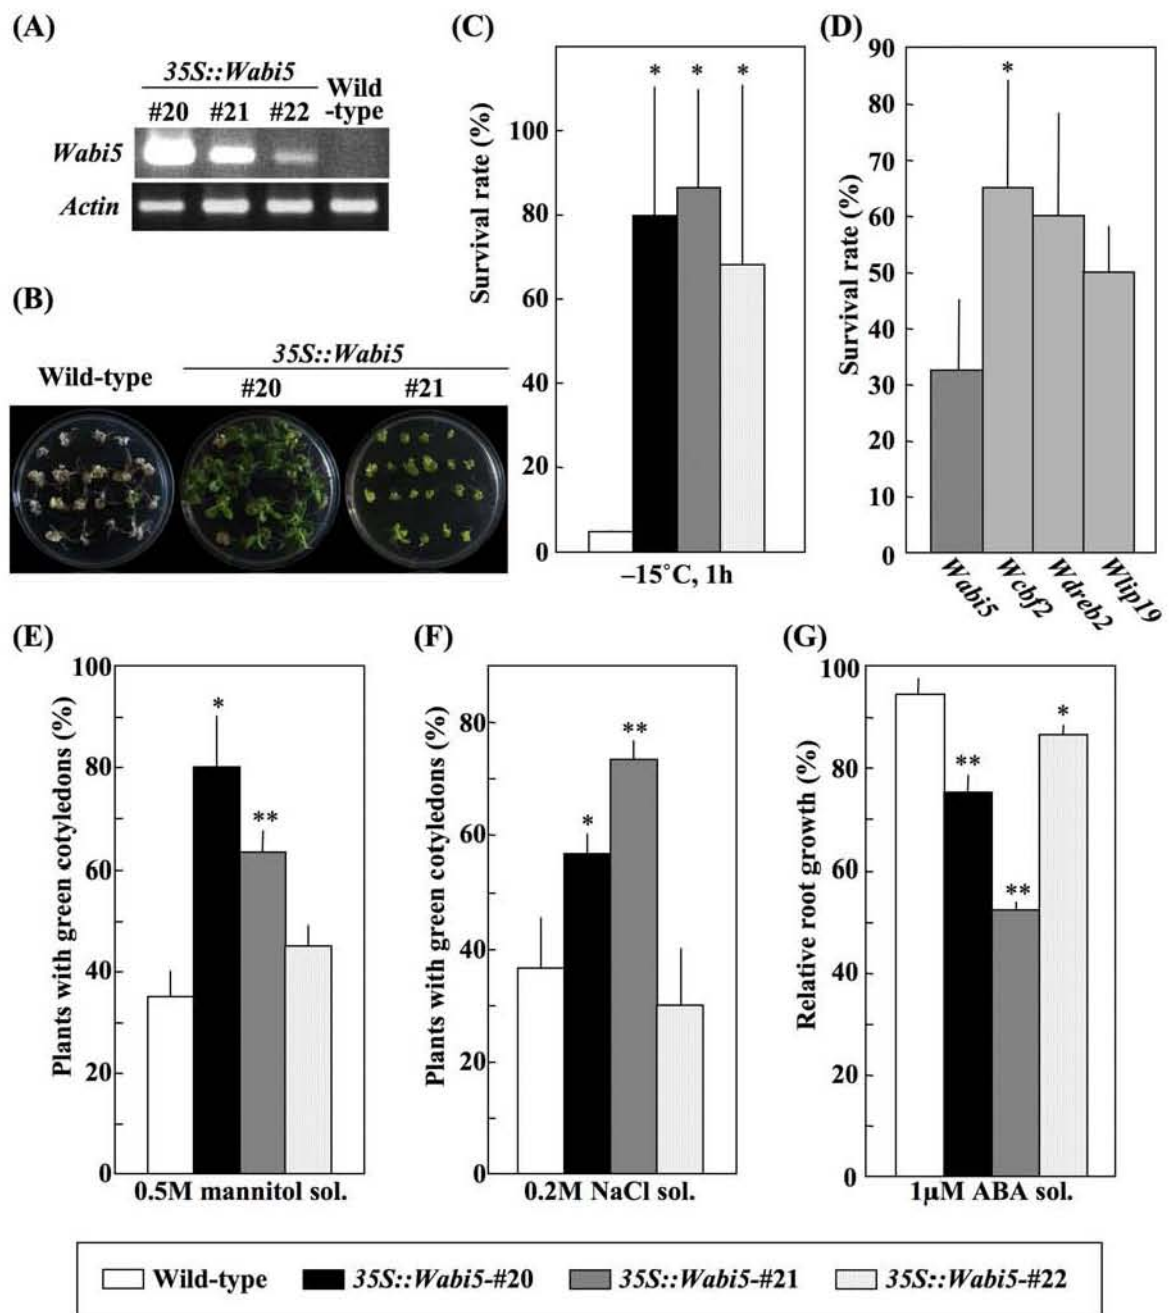 (A)
35S::Wabi5
Wild
-type
#20 #21 #22
Wabi5
Actin
(B)
35S::Wabi5
Wild-type
#20 #21
(C)
Survival rate (%)
100
80
60
40
20
0
* * *
–15°C, 1h
(D)
Survival rate (%)
90
80
70
60
50
40
30
20
10
0
*
Wabi5
Wcbf2
Wdreb2
Wlip19
(E)
Plants with green cotyledons (%)
100
80
60
40
20
0
*
**
0.5M mannitol sol.
(F)
Plants with green cotyledons (%)
80
60
40
20
0
*
**
0.2M NaCl sol.
(G)
Relative root growth (%)
100
80
60
40
20
0
**
**
*
1μM ABA sol.
Wild-type 35S::Wabi5-#20 35S::Wabi5-#21 35S::Wabi5-#22